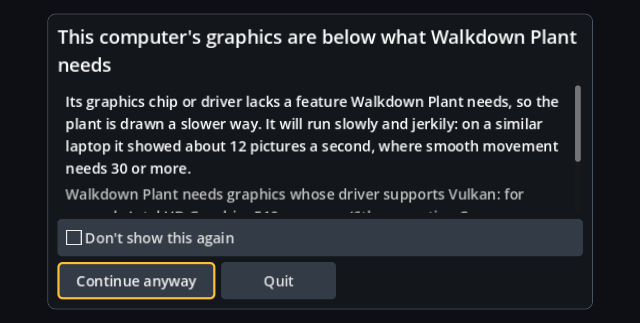 This computer's graphics are below what Walkdown Plant
needs
Its graphics chip or driver lacks a feature Walkdown Plant needs, so the
plant is drawn a slower way. It will run slowly and jerkily: on a similar
laptop it showed about 12 pictures a second, where smooth movement
needs 30 or more.
Walkdown Plant needs graphics whose driver supports Vulkan: for
Don't show this again
Continue anyway
Quit